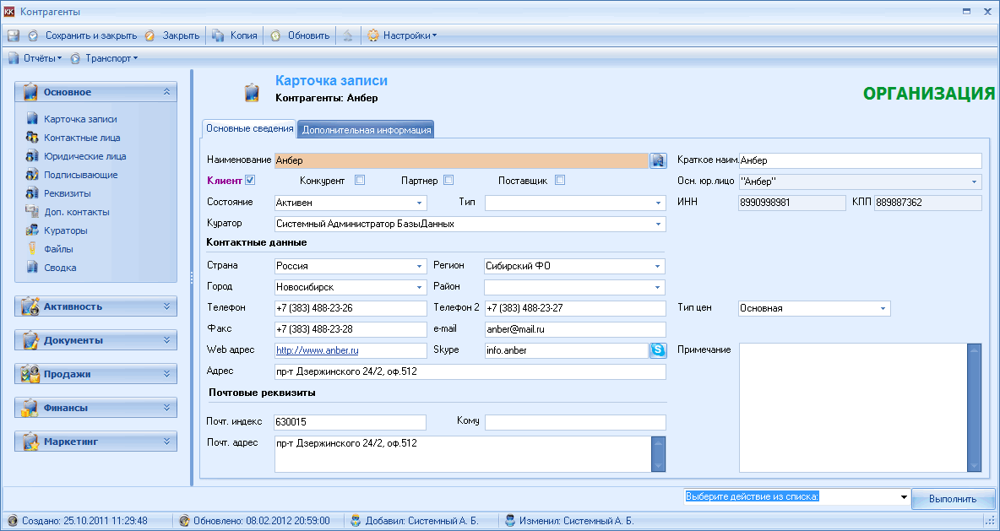 КК Контрагенты
Сохранить и закрыть Закрыть Копия Обновить Настройки
Отчёты Транспорт
Основное
Карточка записи
Контактные лица
Юридические лица
Подписывающие
Реквизиты
Доп. контакты
Кураторы
Файлы
Сводка
Активность
Документы
Продажи
Финансы
Маркетинг
Карточка записи
Контрагенты: Анбер
ОРГАНИЗАЦИЯ
Основные сведения Дополнительная информация
Наименование Анбер Краткое наим. Анбер
Клиент Конкурент Партнер Поставщик Осн. юр.лицо "Анбер"
Состояние Активен Тип ИНН 8990998981 КПП 889887362
Куратор Системный Администратор БазыДанных
Контактные данные
Страна Россия Регион Сибирский ФО
Город Новосибирск Район
Телефон +7 (383) 488-23-26 Телефон 2 +7 (383) 488-23-27 Тип цен Основная
Факс +7 (383) 488-23-28 e-mail anber@mail.ru
Web адрес http://www.anber.ru Skype info.anber Примечание
Адрес пр-т Дзержинского 24/2, оф.512
Почтовые реквизиты
Почт. индекс 630015 Кому
Почт. адрес пр-т Дзержинского 24/2, оф.512
Выберите действие из списка: Выполнить
Создано: 25.10.2011 11:29:48 Обновлено: 08.02.2012 20:59:00 Добавил: Системный А. Б. Изменил: Системный А. Б.